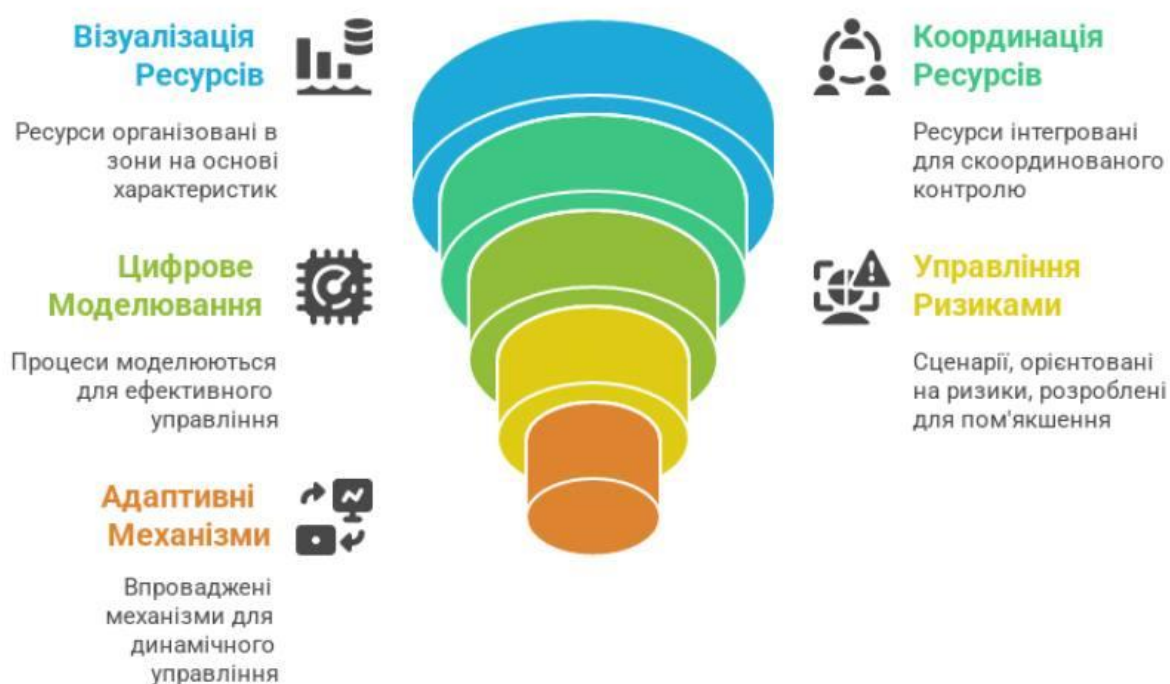 Візуалізація
Ресурсів
Ресурси організовані в
зони на основі
характеристик
Координація
Ресурсів
Ресурси інтегровані
для скоординованого
контролю
Цифрове
Моделювання
Процеси моделюються
для ефективного
управління
Управління
Ризиками
Сценарії, орієнтовані
на ризики, розроблені
для пом'якшення
Адаптивні
Механізми
Впроваджені
механізми для
динамічного
управління